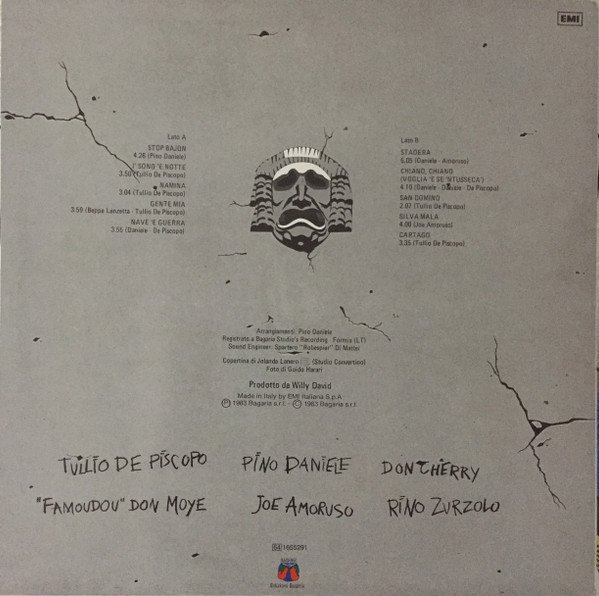 EMI
Lato A
STOP BAJON
4.26 (Pino Daniele)
I' SONO 'E NOTTE
3.50 (Tullio De Piscopo)
NAMINA
3.04 (Tullio De Piscopo)
GENTE MIA
3.59 (Beppe Lanzetta - Tullio De Piscopo)
NAVE 'E GUERRA
3.55 (Daniele - De Piscopo)
Lato B
STADERA
5.05 (Daniele - Amoruso)
CHIANO, CHIANO
(VOGLIA 'E SE 'NTUSSECA')
4.10 (Daniele - Daniele - De Piscopo)
SAN DOMINO
2.07 (Tullio De Piscopo)
SILVA MALA
4.00 (Joe Amoruso)
CARTAGO
3.35 (Tullio De Piscopo)
Arrangiamenti: Pino Daniele
Registrato a Bagaria Studio's Recording - Formia (LT)
Sound Engineer: Spartaco "Robespier" Di Mattei
Copertina di Jolanda (Studio Convertino)
Foto di Guido Harari
Prodotto da Willy David
Made in Italy by EMI Italiana S.p.A
Ⓟ 1983 Bagaria s.r.l. - Ⓒ 1983 Bagaria s.r.l.
TULLIO DE PISCOPO PINO DANIELE DON CHERRY
"FAMOUDOU" DON MOYE JOE AMORUSO RINO ZURZOLO
64 1655291
Edizioni Bagaria